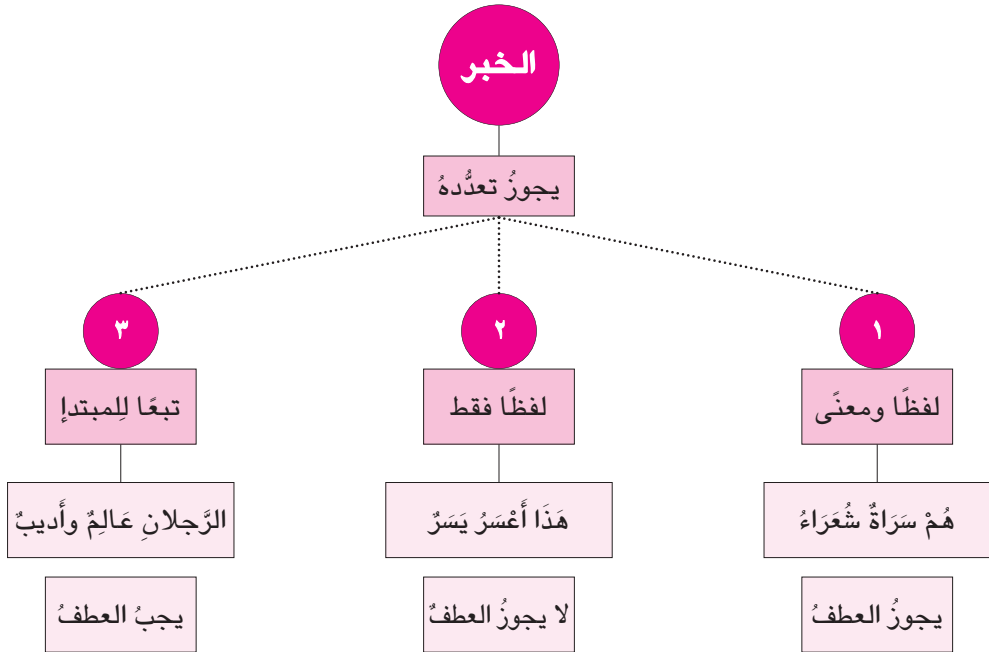 الخبر
يجوزُ تعدُّدهُ
١
٢
٣
لفظًا ومعنًى
لفظًا فقط
تبعًا لِلمبتدإ
هُمْ سَرَاةٌ شُعَرَاءُ
هَذَا أَعْسَرُ يَسَرٌ
الرَّجلانِ عَالِمٌ وأَديبٌ
يجوزُ العطفُ
لا يجوزُ العطفٌ
يجبُ العطفُ